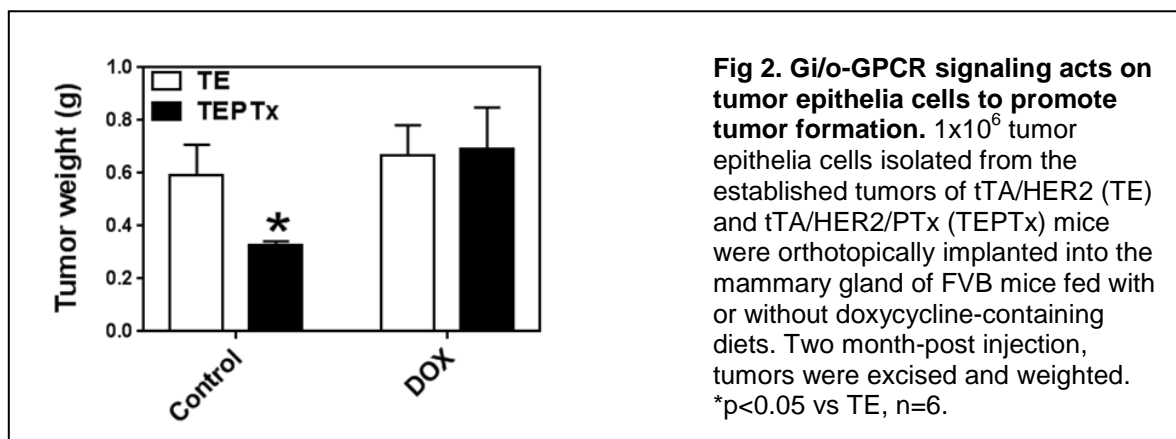 1.0
0.8
0.6
0.4
0.2
0.0
Tumor weight (g)
TE
TEPTx
*
Control
DOX
Fig 2. Gi/o-GPCR signaling acts on
tumor epithelia cells to promote
tumor formation. 1x10⁶ tumor
epithelia cells isolated from the
established tumors of tTA/HER2 (TE)
and tTA/HER2/PTx (TEPTx) mice
were orthotopically implanted into the
mammary gland of FVB mice fed with
or without doxycycline-containing
diets. Two month-post injection,
tumors were excised and weighted.
*p<0.05 vs TE, n=6.